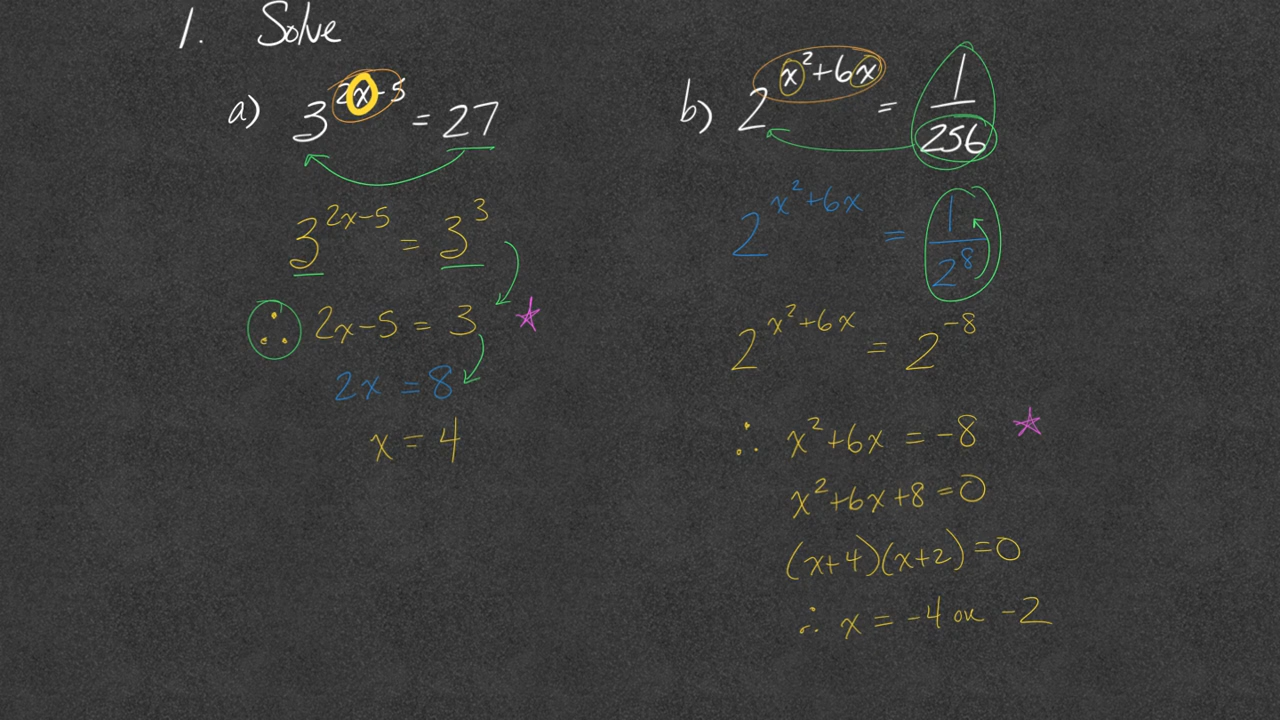 1. Solve
a) 3^(2x-5) = 27
3^(2x-5) = 3^3
∴ 2x-5 = 3
2x = 8
x = 4
b) 2^(x²+6x) = 1/256
2^(x²+6x) = 1/2^8
2^(x²+6x) = 2^(-8)
∴ x²+6x = -8
x²+6x+8=0
(x+4)(x+2)=0
∴ x = -4 or -2